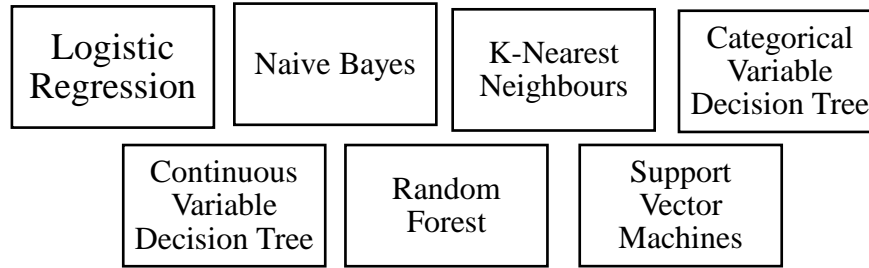 Logistic
Regression
Naive Bayes
K-Nearest
Neighbours
Categorical
Variable
Decision Tree
Continuous
Variable
Decision Tree
Random
Forest
Support
Vector
Machines